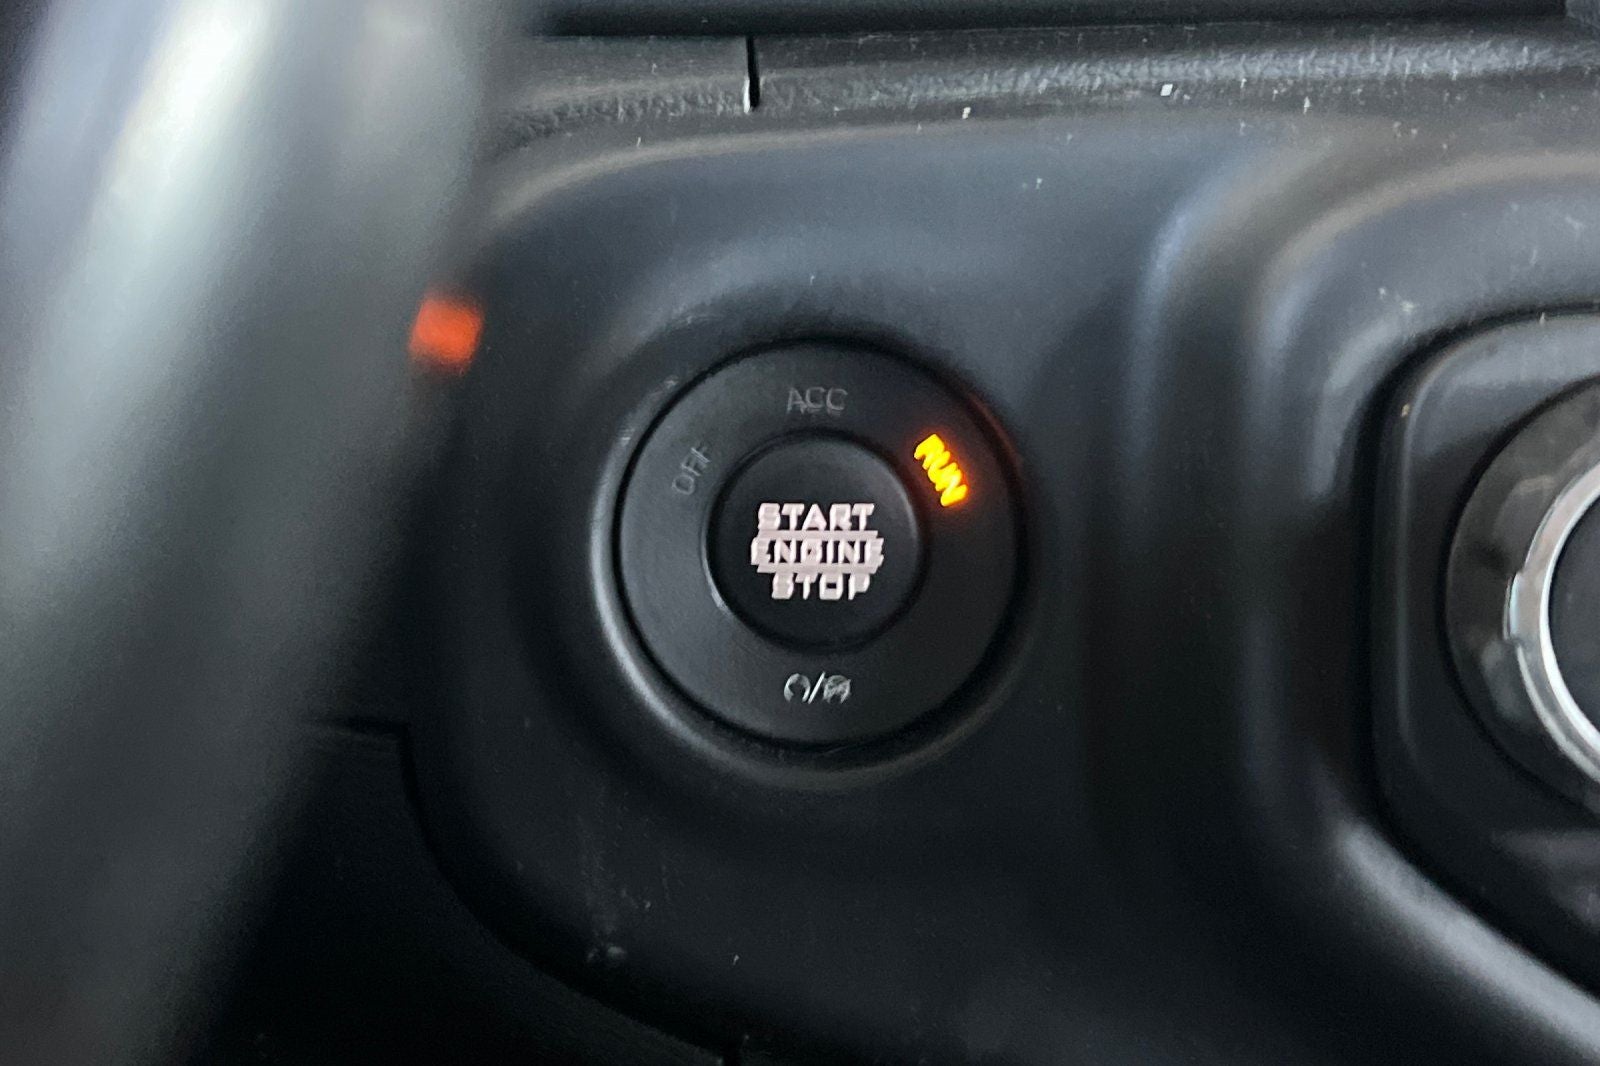 ACC
OFF
RUN
START
ENGINE
STOP